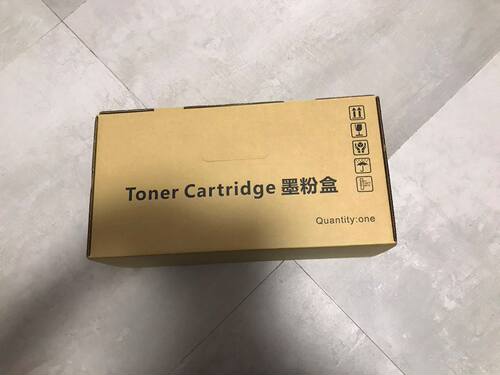 Toner Cartridge 墨粉盒
Quantity:one